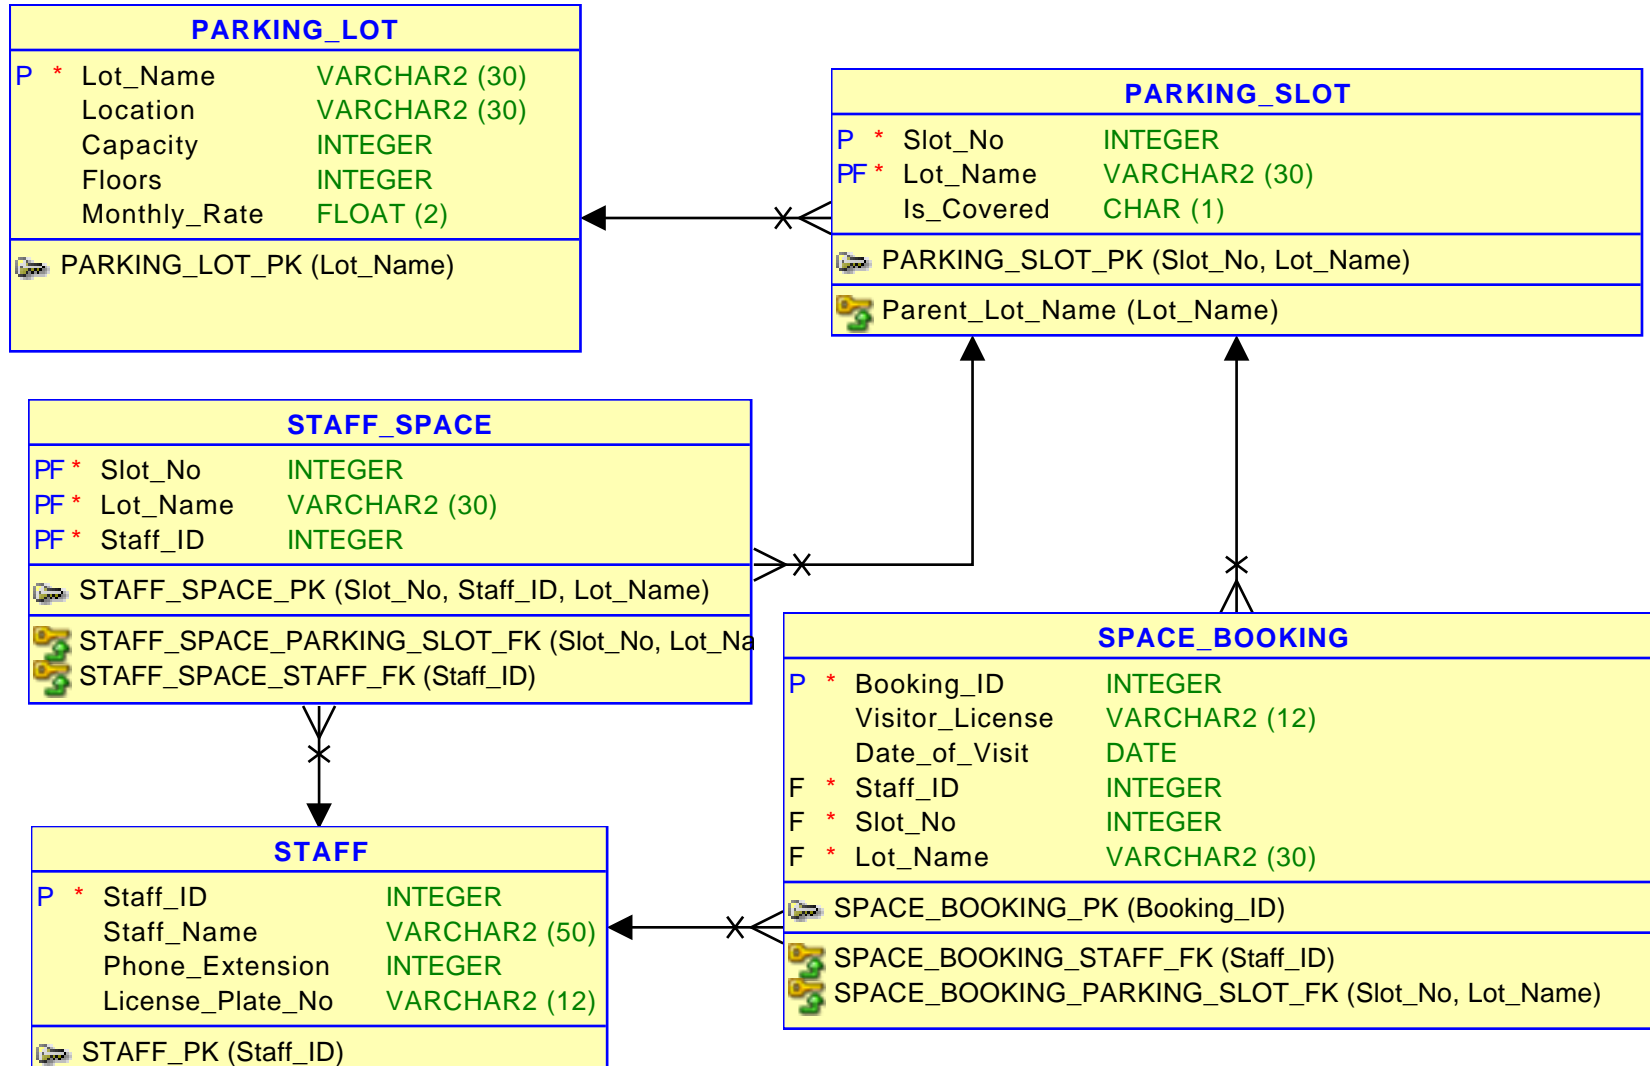 PARKING_LOT
P * Lot_Name VARCHAR2 (30)
Location VARCHAR2 (30)
Capacity INTEGER
Floors INTEGER
Monthly_Rate FLOAT (2)
PARKING_LOT_PK (Lot_Name)
PARKING_SLOT
P * Slot_No INTEGER
PF * Lot_Name VARCHAR2 (30)
Is_Covered CHAR (1)
PARKING_SLOT_PK (Slot_No, Lot_Name)
Parent_Lot_Name (Lot_Name)
STAFF_SPACE
PF * Slot_No INTEGER
PF * Lot_Name VARCHAR2 (30)
PF * Staff_ID INTEGER
STAFF_SPACE_PK (Slot_No, Staff_ID, Lot_Name)
STAFF_SPACE_PARKING_SLOT_FK (Slot_No, Lot_Na
STAFF_SPACE_STAFF_FK (Staff_ID)
SPACE_BOOKING
P * Booking_ID INTEGER
Visitor_License VARCHAR2 (12)
Date_of_Visit DATE
F * Staff_ID INTEGER
F * Slot_No INTEGER
F * Lot_Name VARCHAR2 (30)
SPACE_BOOKING_PK (Booking_ID)
SPACE_BOOKING_STAFF_FK (Staff_ID)
SPACE_BOOKING_PARKING_SLOT_FK (Slot_No, Lot_Name)
STAFF
P * Staff_ID INTEGER
Staff_Name VARCHAR2 (50)
Phone_Extension INTEGER
License_Plate_No VARCHAR2 (12)
STAFF_PK (Staff_ID)